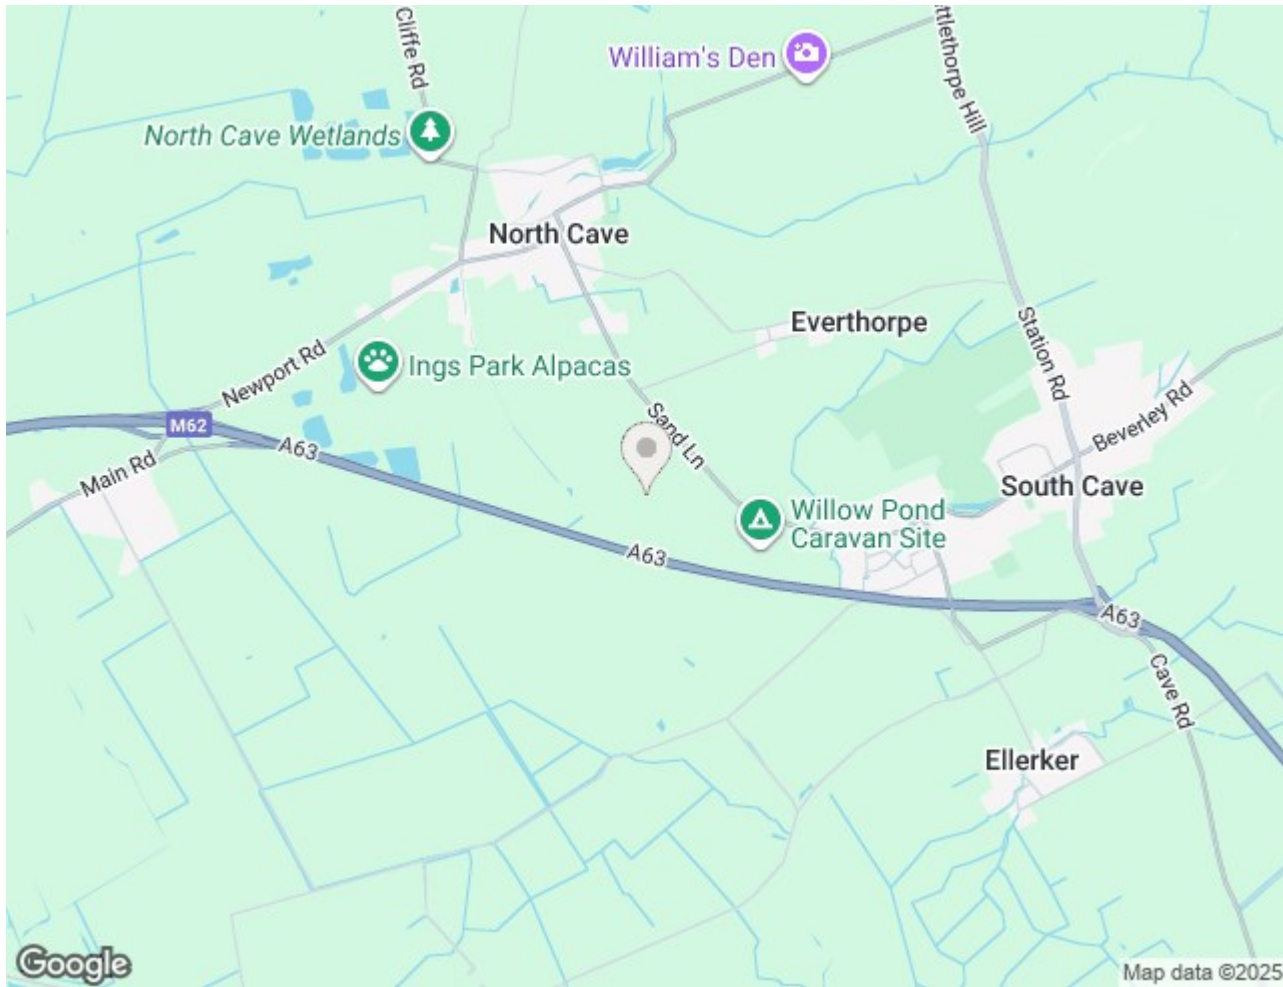 Cliffe Rd
ttlethorpe Hill
William's Den
North Cave Wetlands
North Cave
Everthorpe
Station Rd
Newport Rd
Ings Park Alpacas
Beverley Rd
Sand Ln
M62
A63
Main Rd
South Cave
Willow Pond
Caravan Site
A63
A63
Cave Rd
Ellerker
Google
Map data ©2025